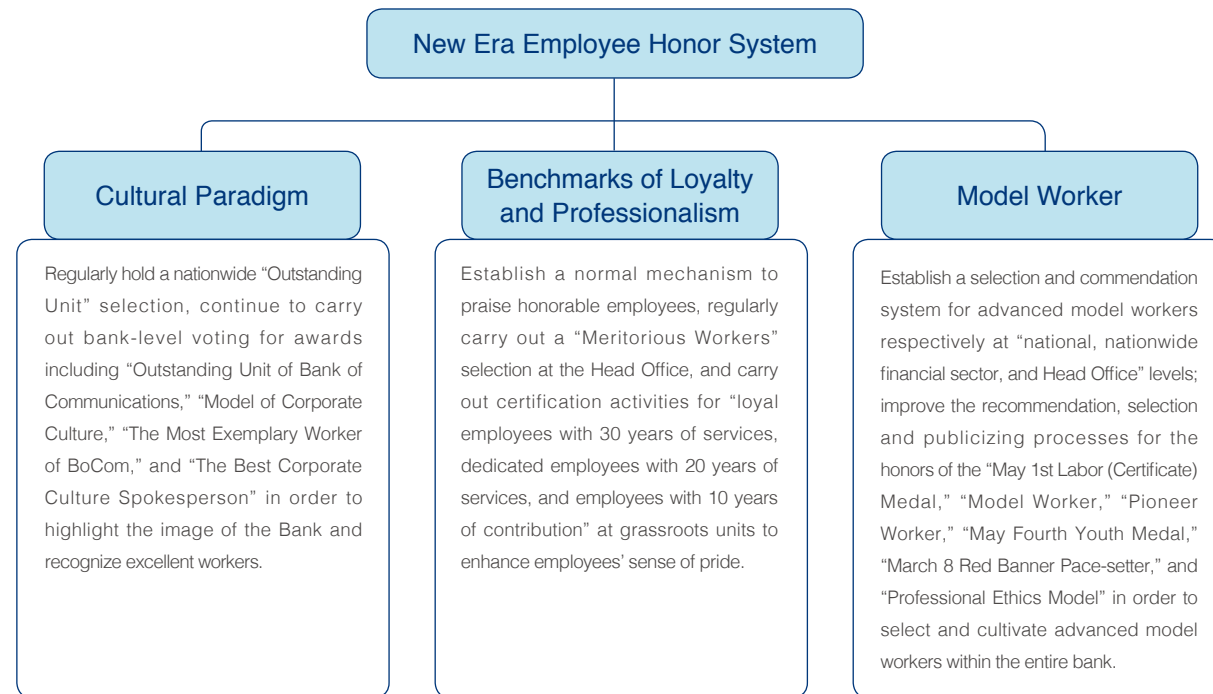 New Era Employee Honor System
Cultural Paradigm
Regularly hold a nationwide “Outstanding
Unit” selection, continue to carry
out bank-level voting for awards
including “Outstanding Unit of Bank of
Communications,” “Model of Corporate
Culture,” “The Most Exemplary Worker
of BoCom,” and “The Best Corporate
Culture Spokesperson” in order to
highlight the image of the Bank and
recognize excellent workers.
Benchmarks of Loyalty
and Professionalism
Establish a normal mechanism to
praise honorable employees, regularly
carry out a “Meritorious Workers”
selection at the Head Office, and carry
out certification activities for “loyal
employees with 30 years of services,
dedicated employees with 20 years of
services, and employees with 10 years
of contribution” at grassroots units to
enhance employees’ sense of pride.
Model Worker
Establish a selection and commendation
system for advanced model workers
respectively at “national, nationwide
financial sector, and Head Office” levels;
improve the recommendation, selection
and publicizing processes for the
honors of the “May 1st Labor (Certificate)
Medal,” “Model Worker,” “Pioneer
Worker,” “May Fourth Youth Medal,”
“March 8 Red Banner Pace-setter,” and
“Professional Ethics Model” in order to
select and cultivate advanced model
workers within the entire bank.